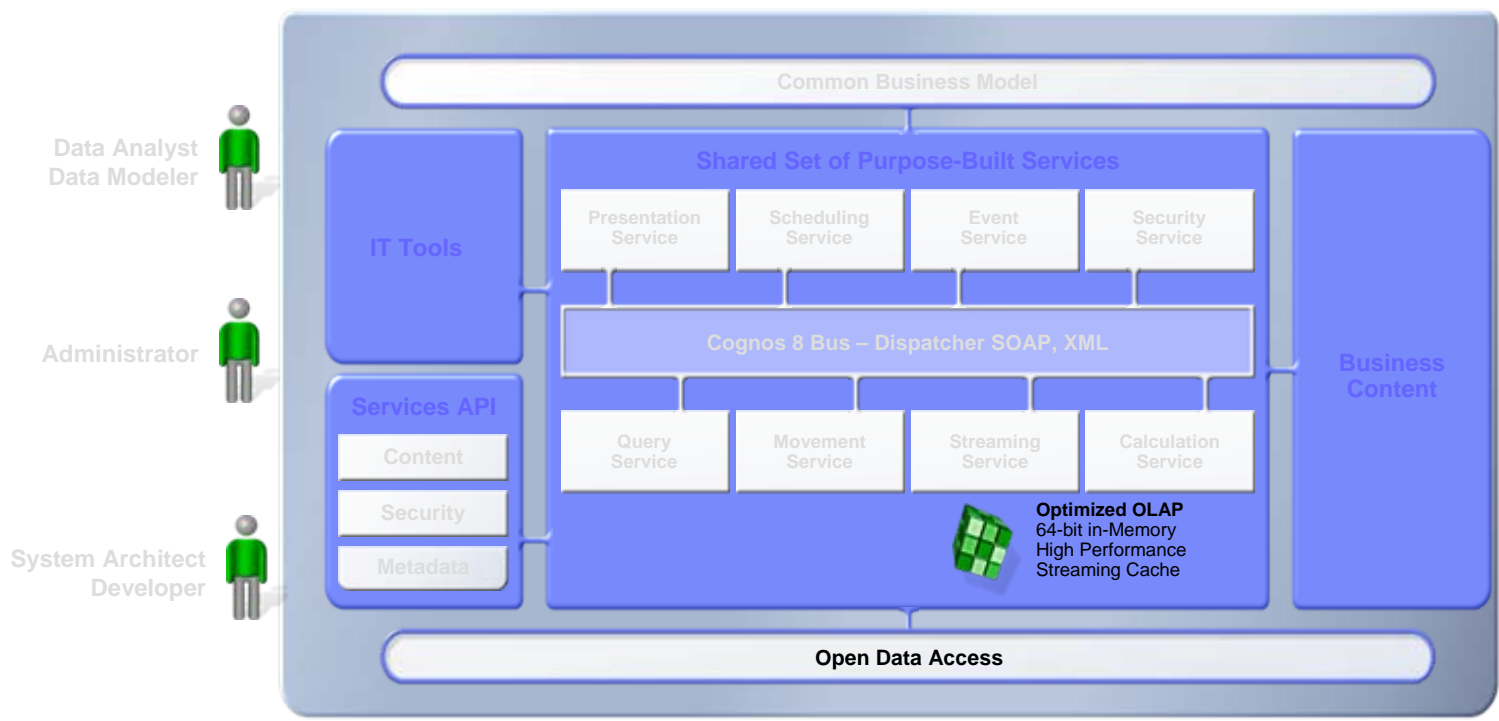 Common Business Model
Data Analyst
Data Modeler
Administrator
System Architect
Developer
IT Tools
Services API
Content
Security
Metadata
Shared Set of Purpose-Built Services
Presentation
Service
Scheduling
Service
Event
Service
Security
Service
Cognos 8 Bus – Dispatcher SOAP, XML
Query
Service
Movement
Service
Streaming
Service
Calculation
Service
Optimized OLAP
64-bit in-Memory
High Performance
Streaming Cache
Business
Content
Open Data Access